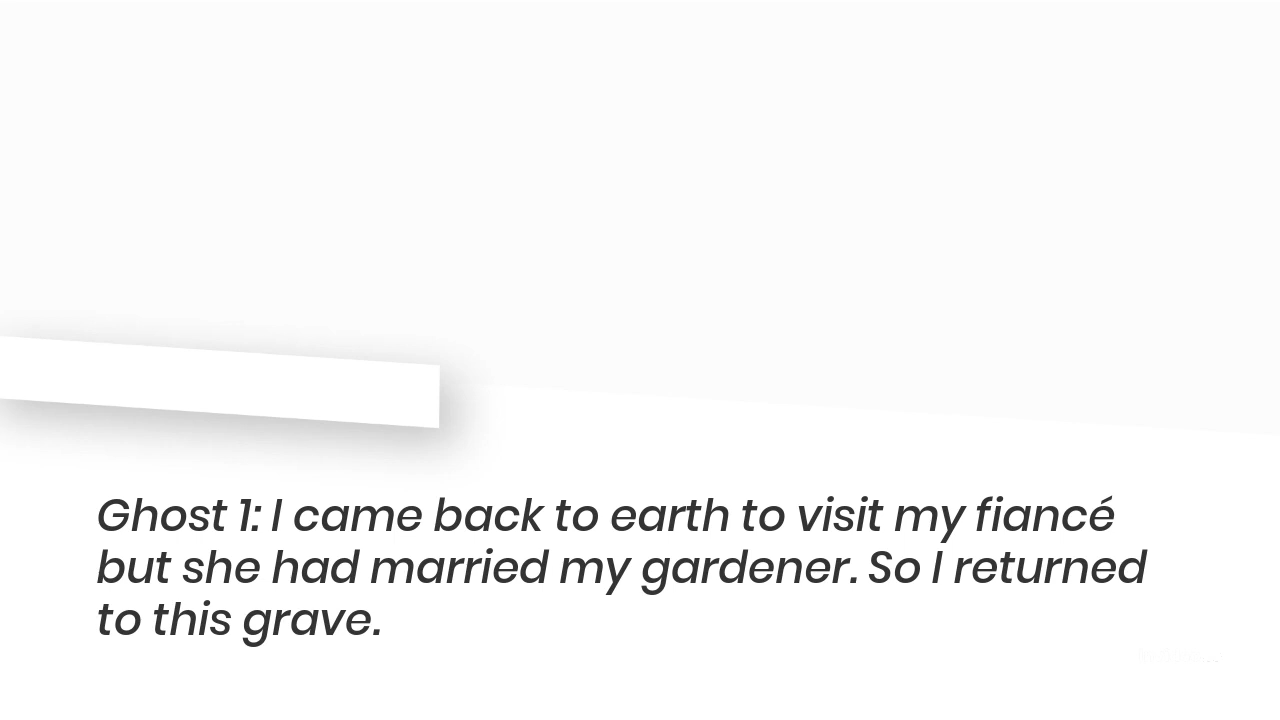 Ghost 1: I came back to earth to visit my fiancé
but she had married my gardener. So I returned
to this grave.